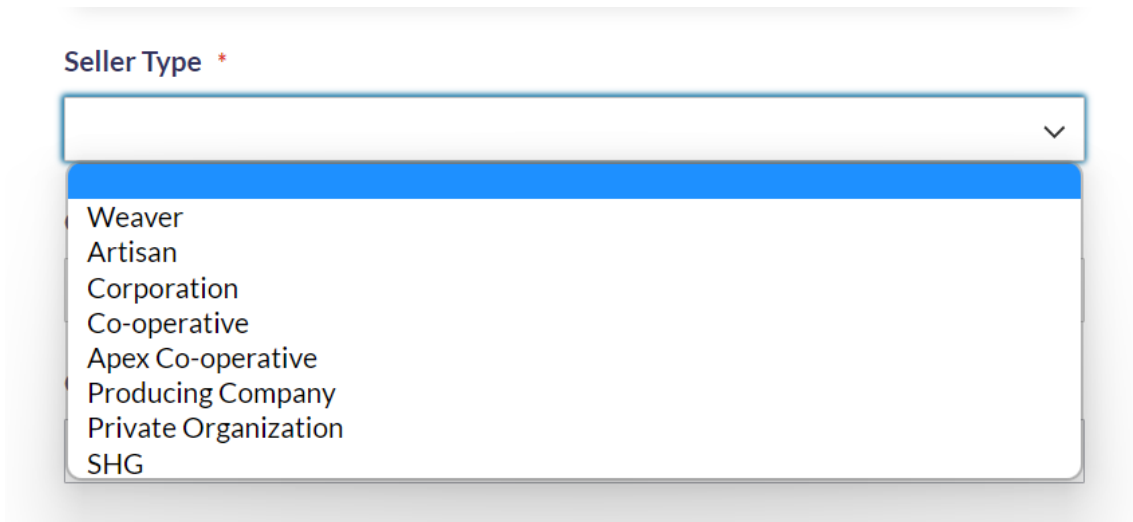 Seller Type *
Weaver
Artisan
Corporation
Co-operative
Apex Co-operative
Producing Company
Private Organization
SHG